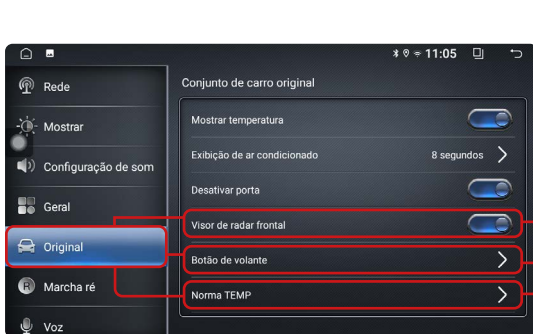 11:05
Rede
Conjunto de carro original
Mostrar
Mostrar temperatura
Configuração de som
Exibição de ar condicionado 8 segundos
Desativar porta
Geral
Visor de radar frontal
Original
Botão de volante
R Marcha ré
Norma TEMP
Voz